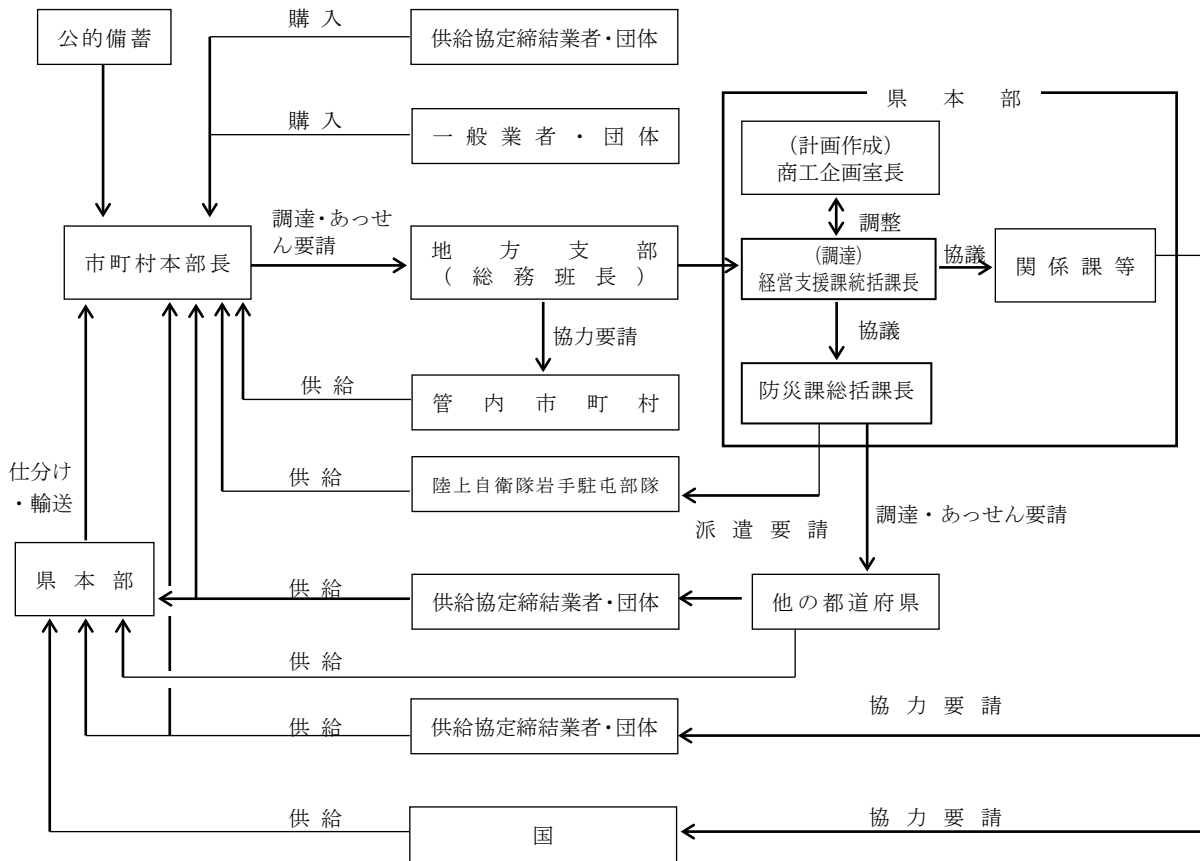 公的備蓄
購入
供給協定締結業者・団体
購入
一般業者・団体
県本部
（計画作成）
商工企画室長
調整
調達・あっせ
ん要請
市町村本部長
地方支部
（総務班長）
（調達）
経営支援課統括課長
協議
関係課等
協力要請
協議
供給
管内市町村
防災課総括課長
仕分け
・輸送
供給
陸上自衛隊岩手駐屯部隊
派遣要請
調達・あっせん要請
県本部
供給
供給協定締結業者・団体
他の都道府県
供給
供給
供給協定締結業者・団体
協力要請
供給
国
協力要請